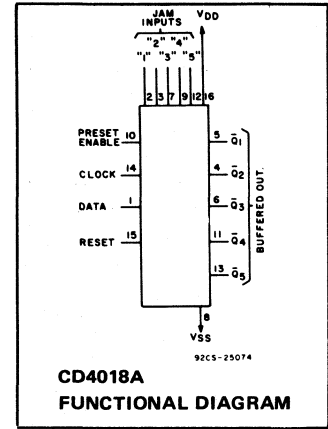 JAM
INPUTS
VDD
"2" "4"
"1" "3" "5"
2 3 7 9 12 16
PRESET
ENABLE 10
5 Q̅1
CLOCK 14
4 Q̅2
DATA 1
6 Q̅3
RESET 15
11 Q̅4
13 Q̅5
BUFFERED OUT.
8
VSS
92CS-25074
CD4018A
FUNCTIONAL DIAGRAM